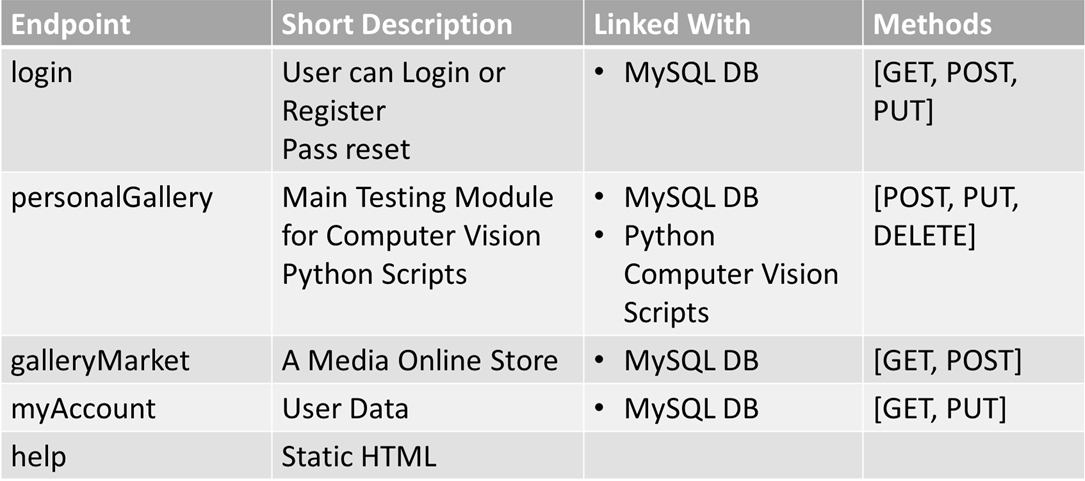 Endpoint Short Description Linked With Methods
login User can Login or • MySQL DB [GET, POST,
Register PUT]
Pass reset
personalGallery Main Testing Module • MySQL DB [POST, PUT,
for Computer Vision • Python DELETE]
Python Scripts Computer Vision
Scripts
galleryMarket A Media Online Store • MySQL DB [GET, POST]
myAccount User Data • MySQL DB [GET, PUT]
help Static HTML